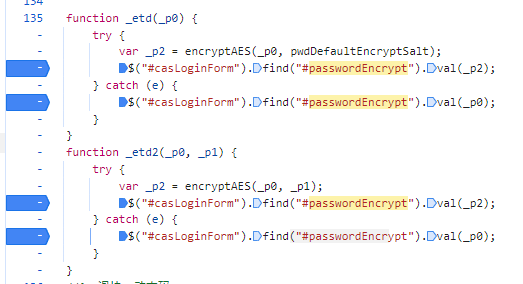 134
135 function _etd(_p0) {
- try {
- var _p2 = encryptAES(_p0, pwdDefaultEncryptSalt);
- $("#casLoginForm").find("#passwordEncrypt").val(_p2);
- } catch (e) {
- $("#casLoginForm").find("#passwordEncrypt").val(_p0);
- }
- }
- function _etd2(_p0, _p1) {
- try {
- var _p2 = encryptAES(_p0, _p1);
- $("#casLoginForm").find("#passwordEncrypt").val(_p2);
- } catch (e) {
- $("#casLoginForm").find("#passwordEncrypt").val(_p0);
- }
- }